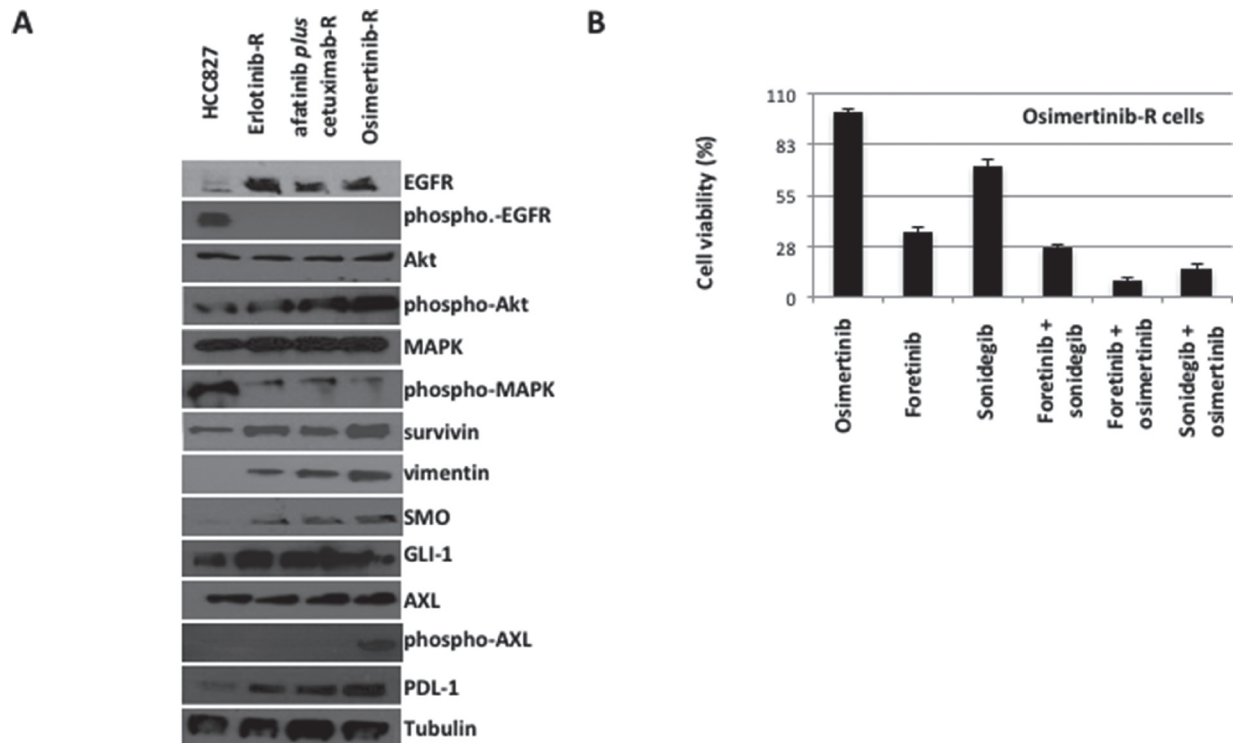 A
HCC827
Erlotinib-R
afatinib plus
cetuximab-R
Osimertinib-R
EGFR
phospho.-EGFR
Akt
phospho-Akt
MAPK
phospho-MAPK
survivin
vimentin
SMO
GLI-1
AXL
phospho-AXL
PDL-1
Tubulin
B
Osimertinib-R cells
Cell viability (%)
110
83
55
28
0
Osimertinib
Foretinib
Sonidegib
Foretinib +
sonidegib
Foretinib +
osimertinib
Sonidegib +
osimertinib